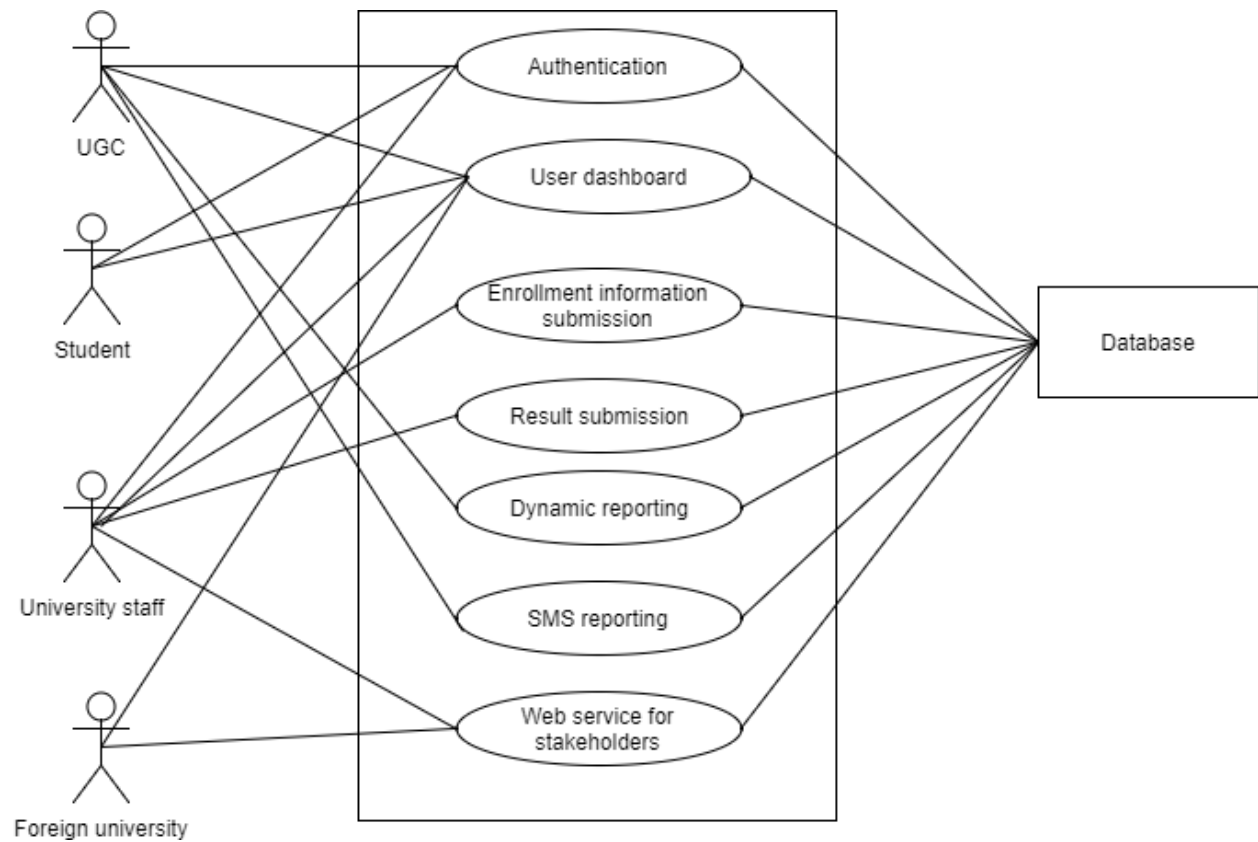 UGC
Student
University staff
Foreign university
Authentication
User dashboard
Enrollment information
submission
Result submission
Dynamic reporting
SMS reporting
Web service for
stakeholders
Database